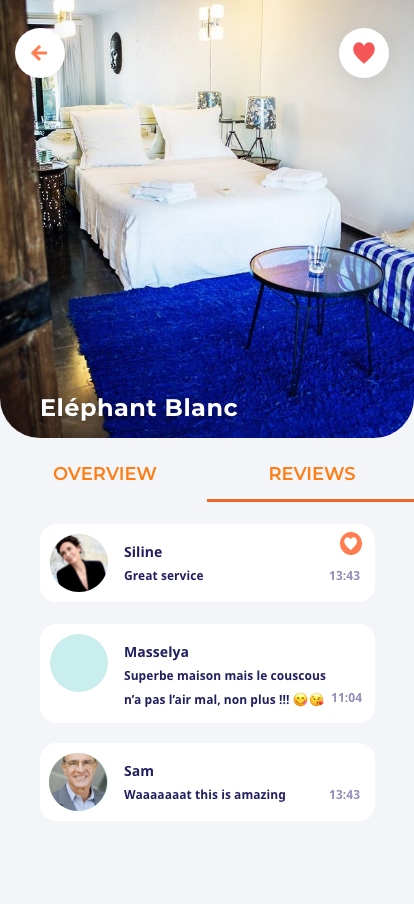 Eléphant Blanc
OVERVIEW
REVIEWS
Siline
Great service
13:43
Masselya
Superbe maison mais le couscous
n’a pas l’air mal, non plus !!! 😋😘
11:04
Sam
Waaaaaaat this is amazing
13:43